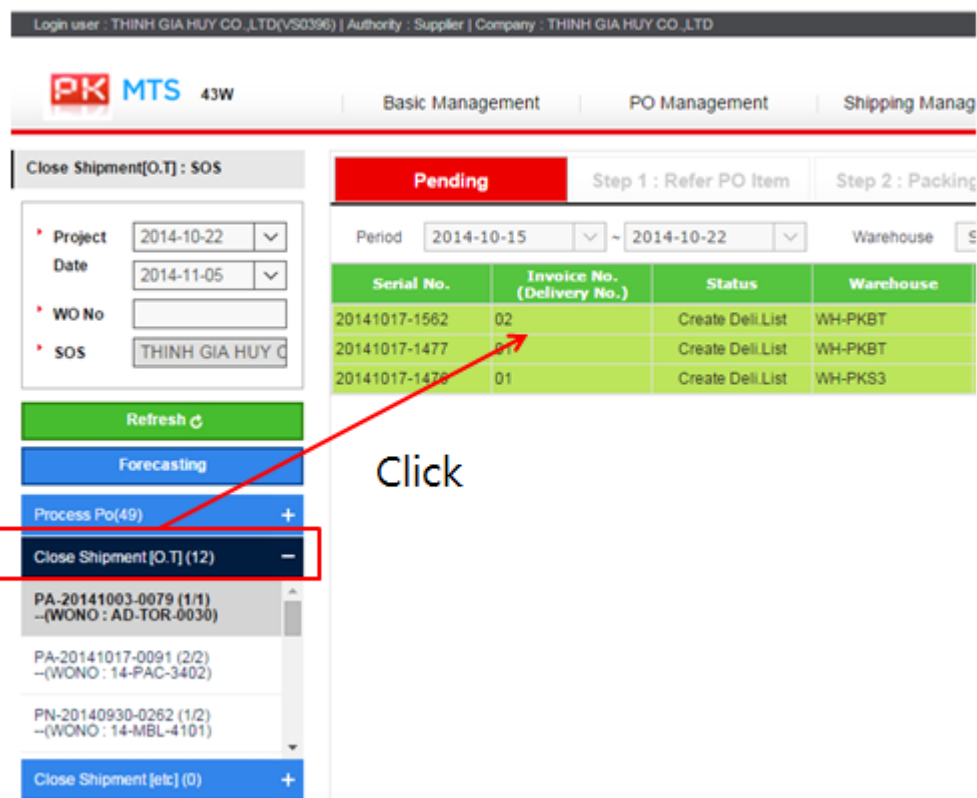 Login user : THINH GIA HUY CO.,LTD(VS0396) | Authority : Supplier | Company : THINH GIA HUY CO.,LTD
PK MTS 43W
Basic Management PO Management Shipping Manag
Close Shipment[O.T] : SOS
Pending Step 1 : Refer PO Item Step 2 : Packing
* Project Date 2014-10-22
2014-11-05
* WO No
* SOS THINH GIA HUY C
Period 2014-10-15 ~ 2014-10-22 Warehouse S
Serial No. Invoice No. (Delivery No.) Status Warehouse
20141017-1562 02 Create Deli.List WH-PKBT
20141017-1477 01 Create Deli.List WH-PKBT
20141017-1476 01 Create Deli.List WH-PKS3
Refresh
Forecasting
Click
Process Po(49) +
Close Shipment [O.T] (12) −
PA-20141003-0079 (1/1)
--(WONO : AD-TOR-0030)
PA-20141017-0091 (2/2)
--(WONO : 14-PAC-3402)
PN-20140930-0262 (1/2)
--(WONO : 14-MBL-4101)
Close Shipment [etc] (0) +